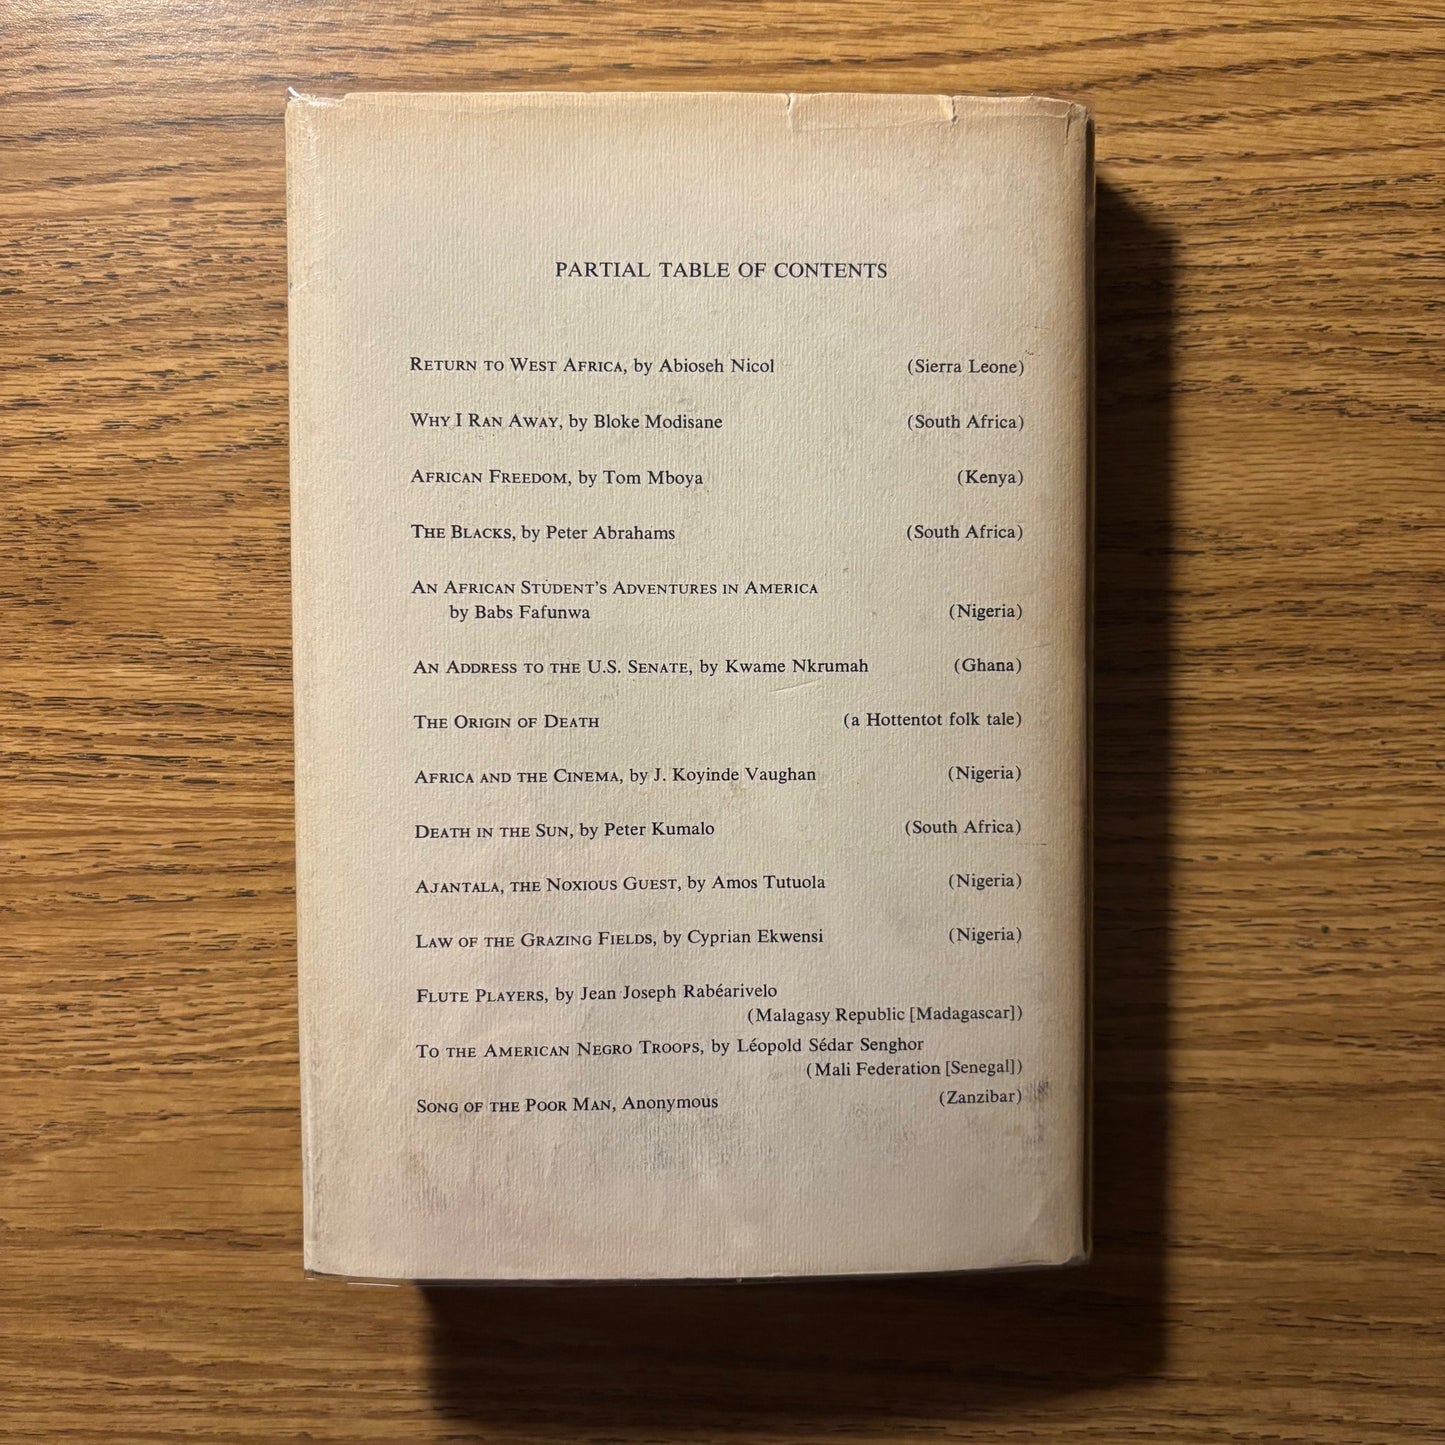 PARTIAL TABLE OF CONTENTS
RETURN TO WEST AFRICA, by Abioseh Nicol (Sierra Leone)
WHY I RAN AWAY, by Bloke Modisane (South Africa)
AFRICAN FREEDOM, by Tom Mboya (Kenya)
THE BLACKS, by Peter Abrahams (South Africa)
AN AFRICAN STUDENT'S ADVENTURES IN AMERICA
by Babs Fafunwa (Nigeria)
AN ADDRESS TO THE U.S. SENATE, by Kwame Nkrumah (Ghana)
THE ORIGIN OF DEATH (a Hottentot folk tale)
AFRICA AND THE CINEMA, by J. Koyinde Vaughan (Nigeria)
DEATH IN THE SUN, by Peter Kumalo (South Africa)
AJANTALA, THE NOXIOUS GUEST, by Amos Tutuola (Nigeria)
LAW OF THE GRAZING FIELDS, by Cyprian Ekwensi (Nigeria)
FLUTE PLAYERS, by Jean Joseph Rabéarivelo
(Malagasy Republic [Madagascar])
TO THE AMERICAN NEGRO TROOPS, by Léopold Sédar Senghor
(Mali Federation [Senegal])
SONG OF THE POOR MAN, Anonymous (Zanzibar)